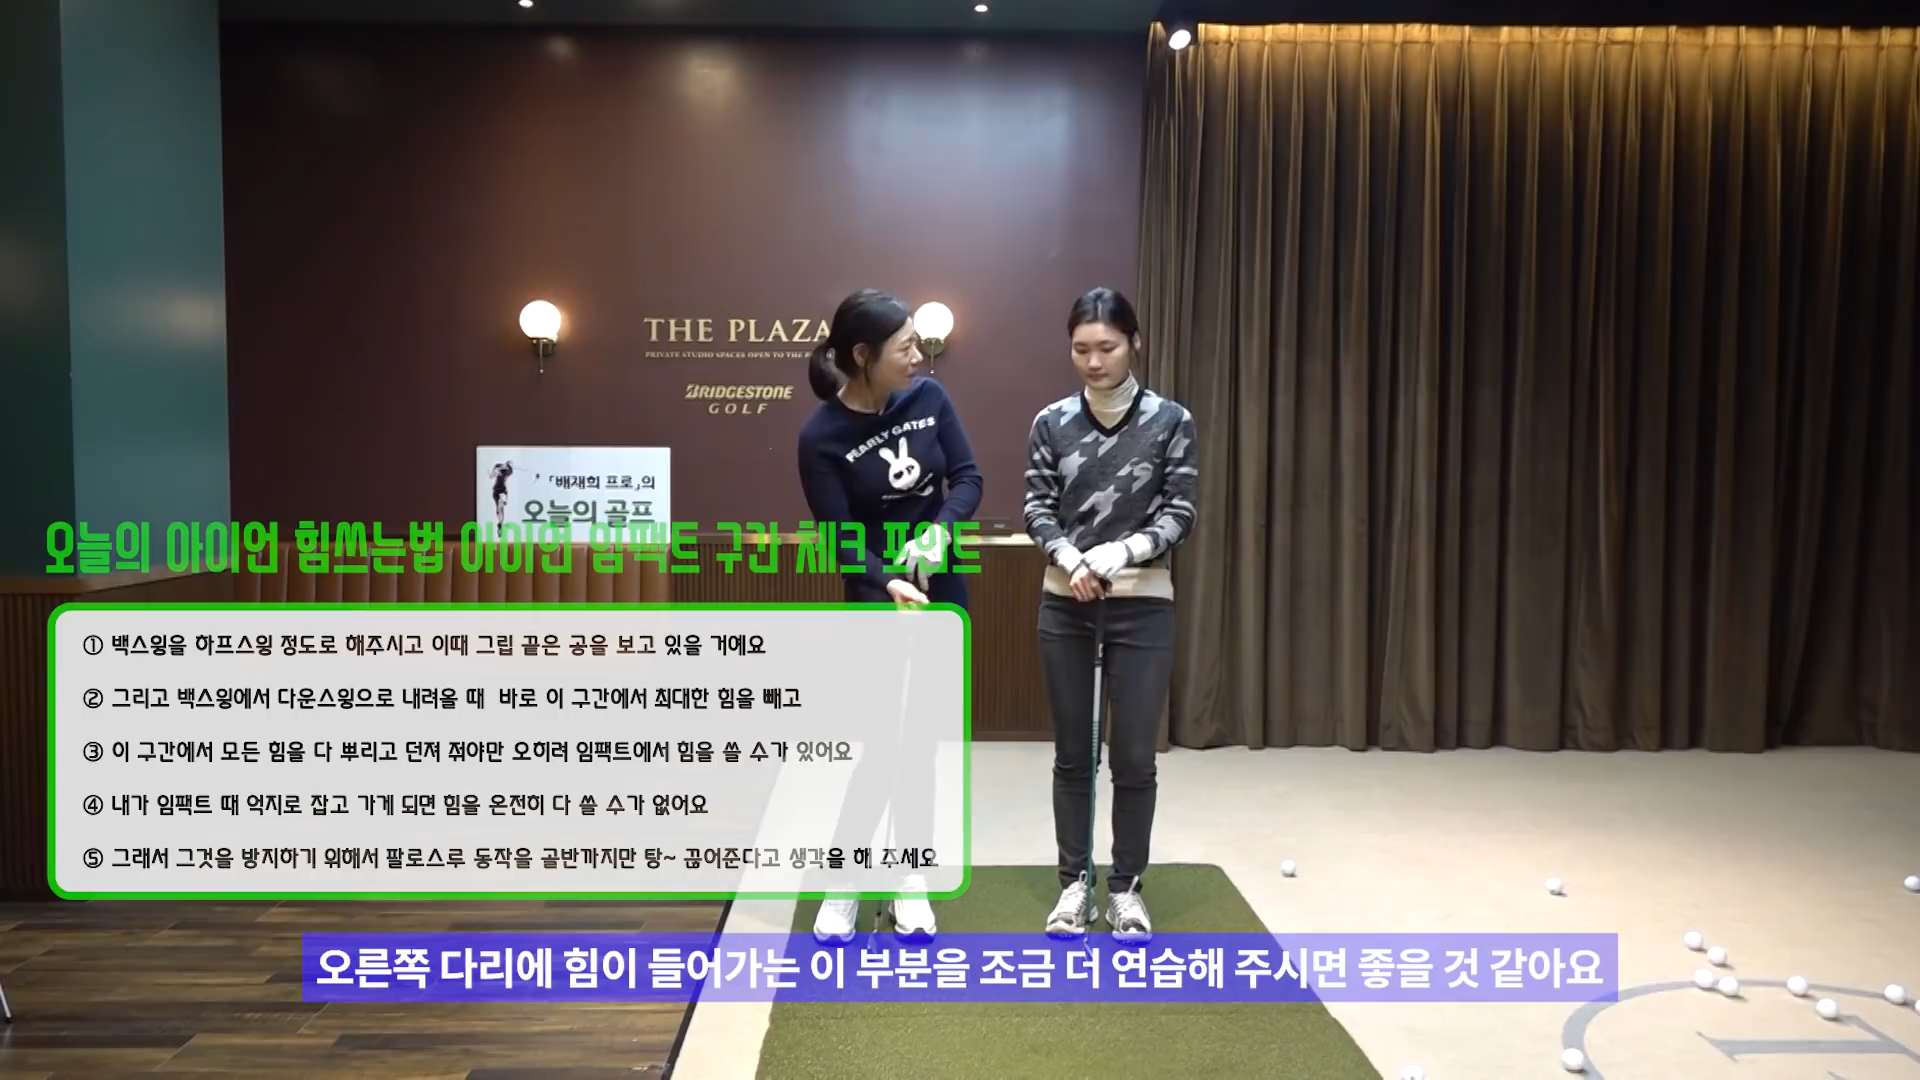 THE PLAZA
PRIVATE STUDIO SPACES OPEN TO THE
BRIDGESTONE
GOLF
PEARLY GATES
「배재희 프로」의
오늘의 골프
오늘의 아이언 힘쓰는법 아이언 임팩트 구간 체크 포인트
① 백스윙을 하프스윙 정도로 해주시고 이때 그립 끝은 공을 보고 있을 거예요
② 그리고 백스윙에서 다운스윙으로 내려올 때 바로 이 구간에서 최대한 힘을 빼고
③ 이 구간에서 모든 힘을 다 뿌리고 던져 줘야만 오히려 임팩트에서 힘을 쓸 수가 있어요
④ 내가 임팩트 때 억지로 잡고 가게 되면 힘을 온전히 다 쓸 수가 없어요
⑤ 그래서 그것을 방지하기 위해서 팔로스루 동작을 골반까지만 탕~ 끊어준다고 생각을 해 주세요
오른쪽 다리에 힘이 들어가는 이 부분을 조금 더 연습해 주시면 좋을 것 같아요